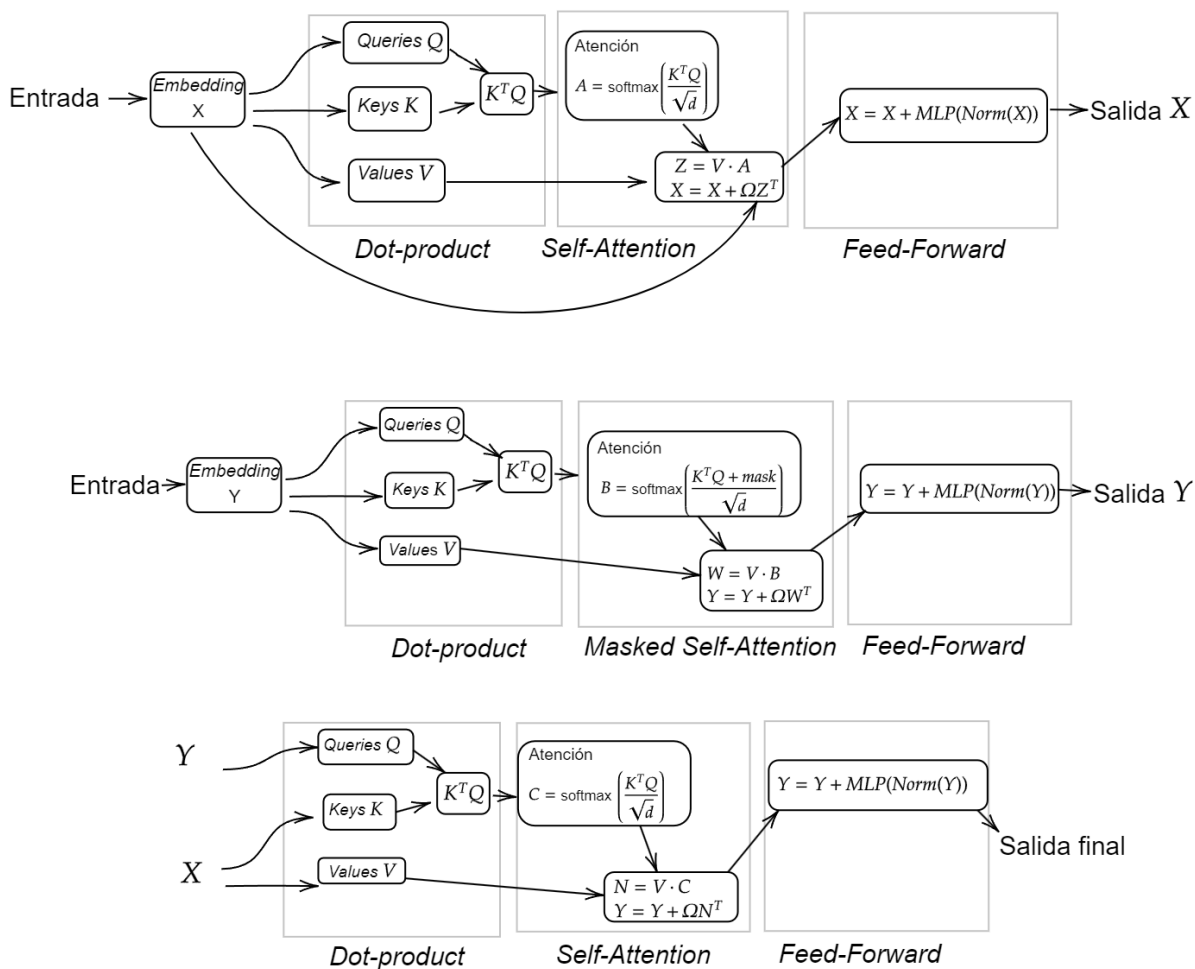 Entrada
Embedding
X
Queries Q
Keys K
Values V
K^T Q
Atención
A = softmax(K^T Q / √d)
Z = V · A
X = X + ΩZ^T
X = X + MLP(Norm(X))
Salida X
Dot-product
Self-Attention
Feed-Forward
Entrada
Embedding
Y
Queries Q
Keys K
Values V
K^T Q
Atención
B = softmax(K^T Q + mask / √d)
W = V · B
Y = Y + ΩW^T
Y = Y + MLP(Norm(Y))
Salida Y
Dot-product
Masked Self-Attention
Feed-Forward
Y
X
Queries Q
Keys K
Values V
K^T Q
Atención
C = softmax(K^T Q / √d)
N = V · C
Y = Y + ΩN^T
Y = Y + MLP(Norm(Y))
Salida final
Dot-product
Self-Attention
Feed-Forward